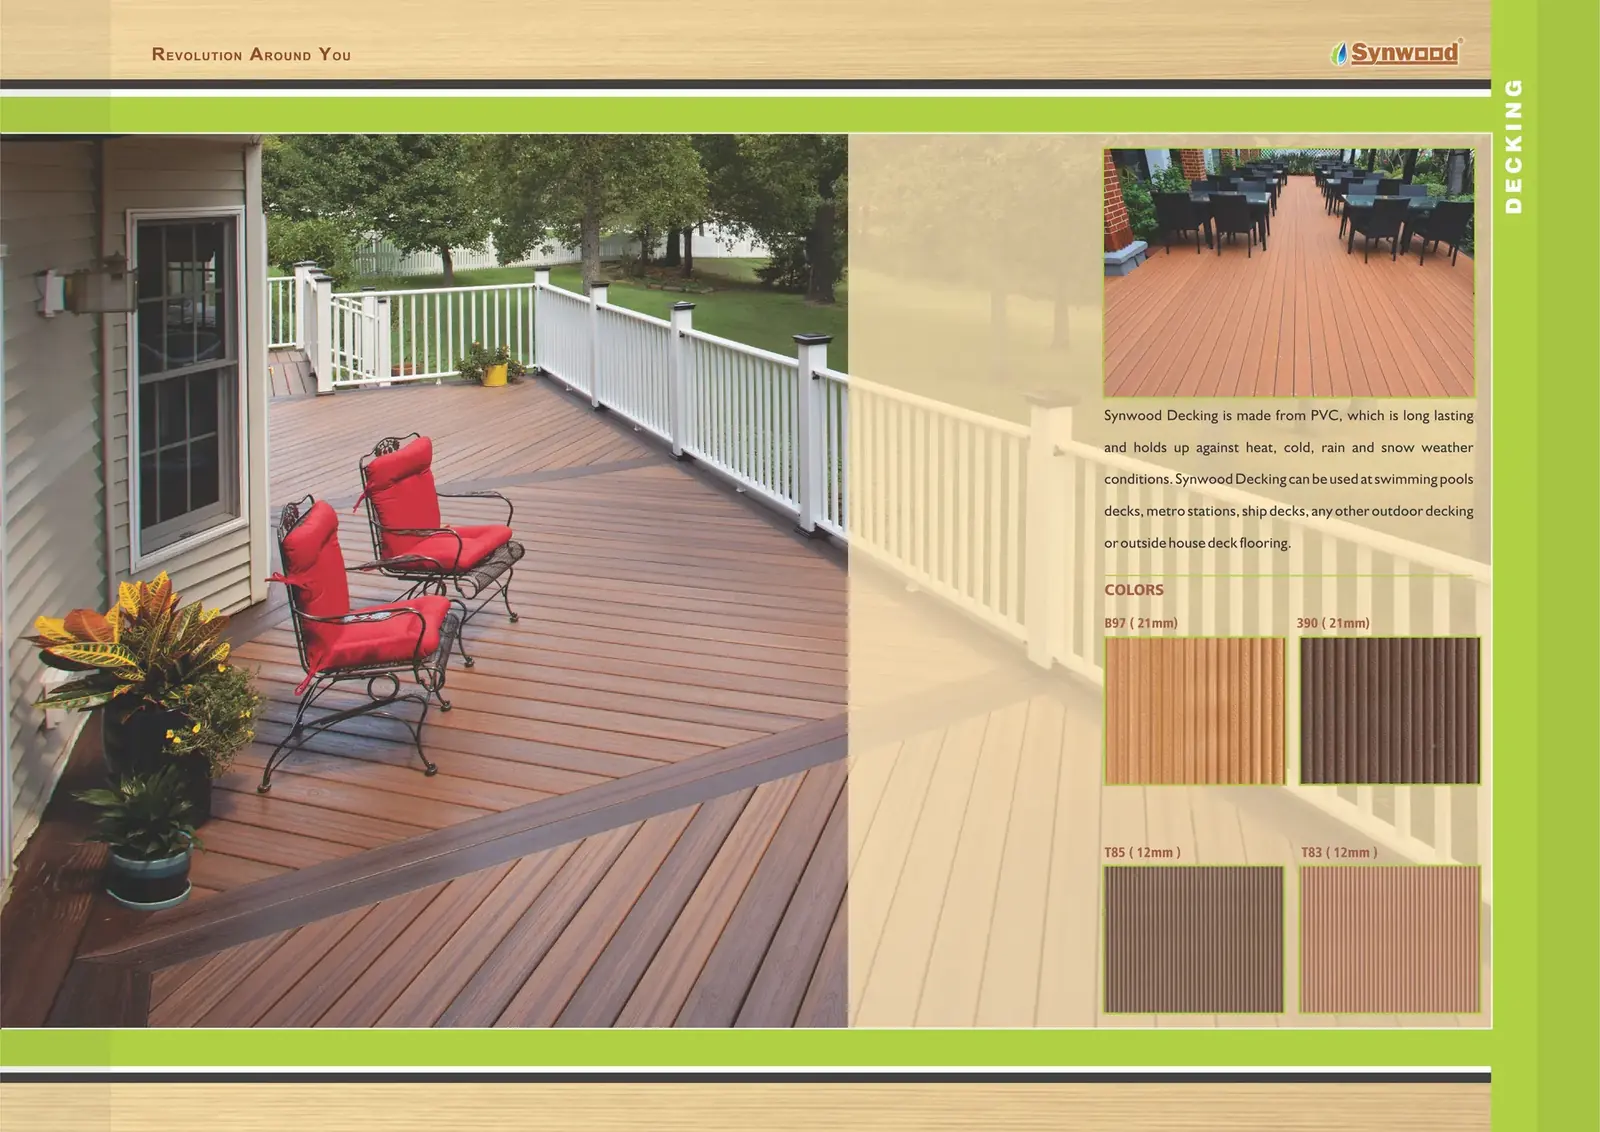 REVOLUTION AROUND YOU
Synwood®
DECKING
Synwood Decking is made from PVC, which is long lasting
and holds up against heat, cold, rain and snow weather
conditions. Synwood Decking can be used at swimming pools
decks, metro stations, ship decks, any other outdoor decking
or outside house deck flooring.
COLORS
B97 ( 21mm)
390 ( 21mm)
T85 ( 12mm )
T83 ( 12mm )